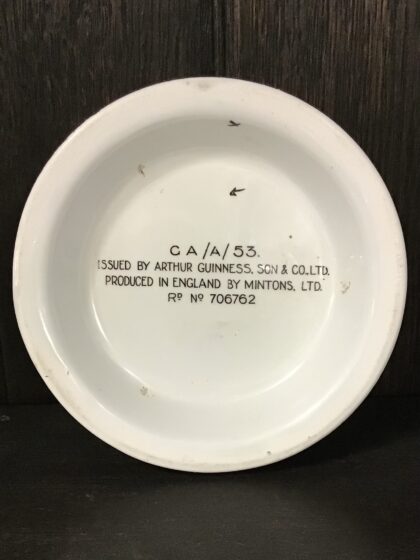 G A /A/ 53.
ISSUED BY ARTHUR GUINNESS, SON & CO., LTD.
PRODUCED IN ENGLAND BY MINTONS, LTD.
RD NO 706762